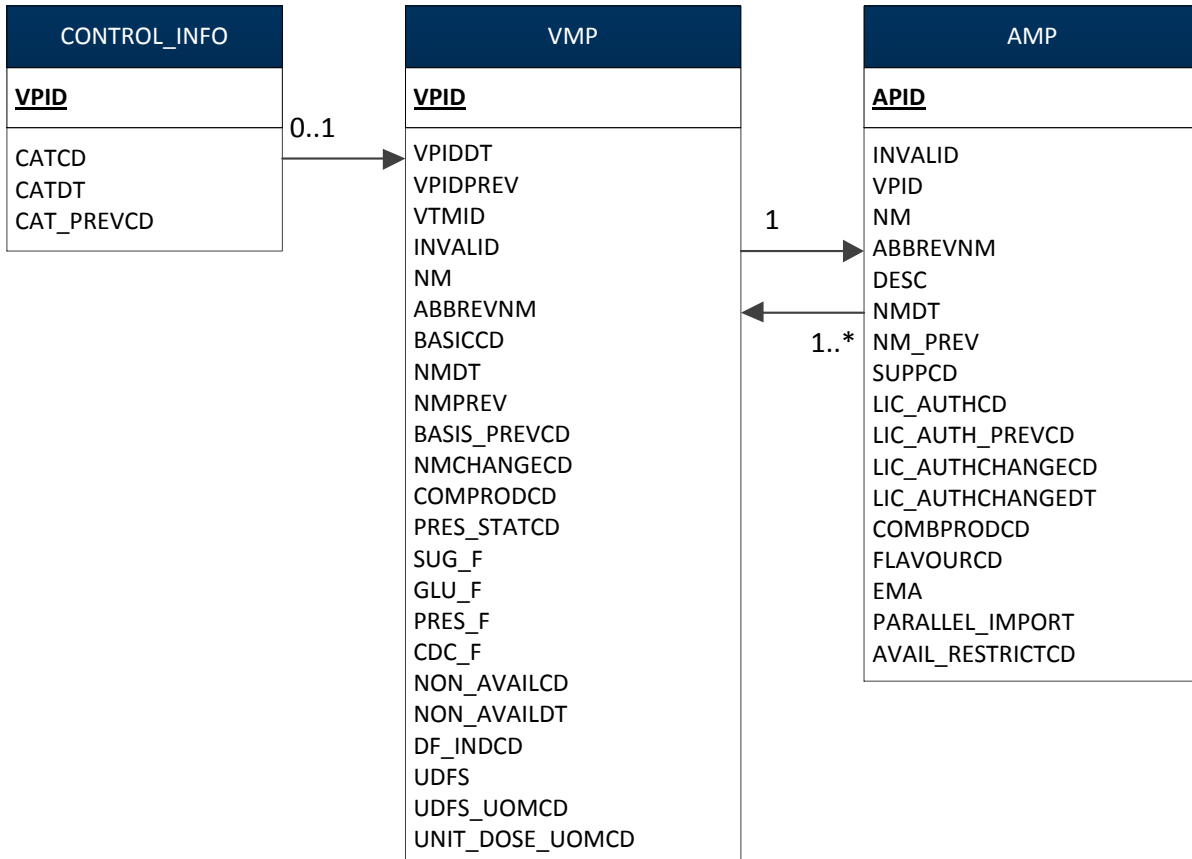 CONTROL_INFO
VPID
CATCD
CATDT
CAT_PREVCD
0..1
VMP
VPID
VPIDDT
VPIDPREV
VTMID
INVALID
NM
ABBREVNM
BASICCD
NMDT
NMPREV
BASIS_PREVCD
NMCHANGECD
COMPRODCD
PRES_STATCD
SUG_F
GLU_F
PRES_F
CDC_F
NON_AVAILCD
NON_AVAILDT
DF_INDCD
UDFS
UDFS_UOMCD
UNIT_DOSE_UOMCD
1
1..*
AMP
APID
INVALID
VPID
NM
ABBREVNM
DESC
NMDT
NM_PREV
SUPPCD
LIC_AUTHCD
LIC_AUTH_PREVCD
LIC_AUTHCHANGECD
LIC_AUTHCHANGEDT
COMBPRODCD
FLAVOURCD
EMA
PARALLEL_IMPORT
AVAIL_RESTRICTCD